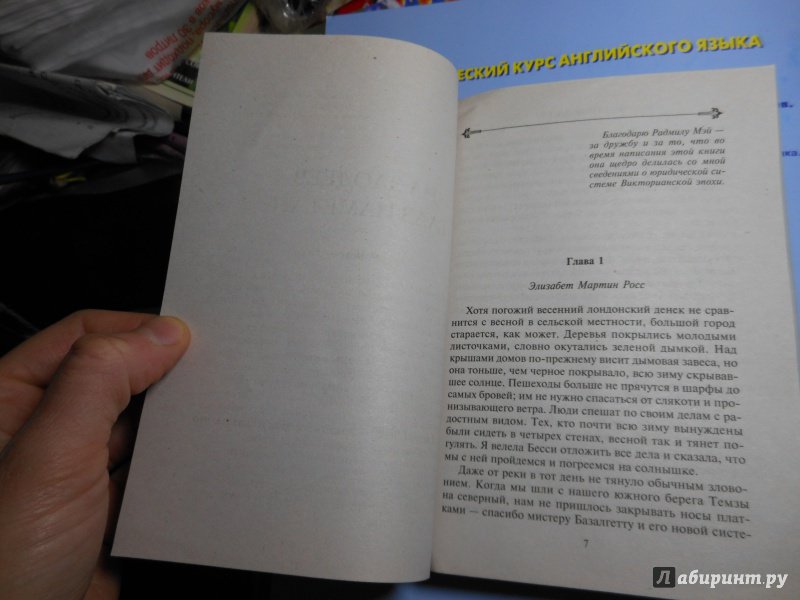 в 30 литров
ЕСКИЙ КУРС АНГЛИЙСКОГО ЯЗЫКА
Благодарю Радмилу Мэй —
за дружбу и за то, что во
время написания этой книги
она щедро делилась со мной
сведениями о юридической си-
стеме Викторианской эпохи.
Глава 1
Элизабет Мартин Росс
Хотя погожий весенний лондонский денек не срав-
нится с весной в сельской местности, большой город
старается, как может. Деревья покрылись молодыми
листочками, словно окутались зеленой дымкой. Над
крышами домов по-прежнему висит дымовая завеса, но
она тоньше, чем черное покрывало, всю зиму скрывав-
шее солнце. Пешеходы больше не прячутся в шарфы до
самых бровей; им не нужно спасаться от слякоти и про-
низывающего ветра. Люди спешат по своим делам с ра-
достным видом. Тех, кто почти всю зиму вынуждены
были сидеть в четырех стенах, весной так и тянет по-
гулять. Я велела Бесси отложить все дела и сказала, что
мы с ней пройдемся и погреемся на солнышке.
Даже от реки в тот день не тянуло обычным злово-
нием. Когда мы шли с нашего южного берега Темзы
на северный, нам не пришлось закрывать носы плат-
ками — спасибо мистеру Базалгетту и его новой систе-
7
Лабиринт.ру